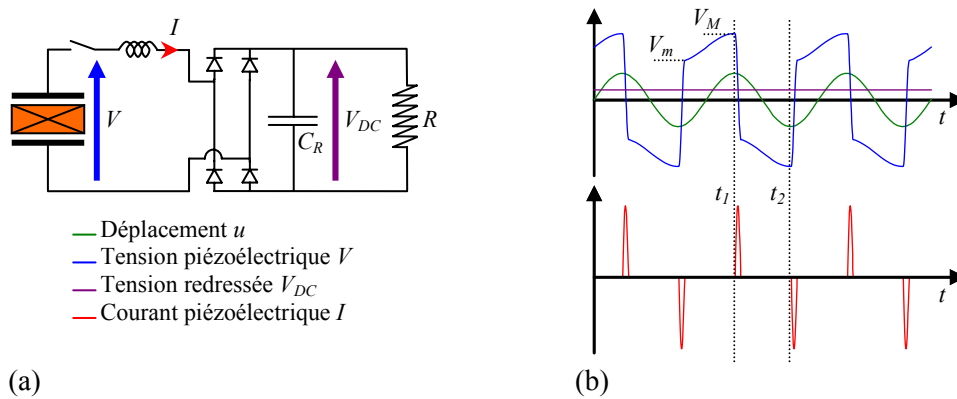 I
V
C_R
V_DC
R
Déplacement u
Tension piézoélectrique V
Tension redressée V_DC
Courant piézoélectrique I
(a)
V_M
V_m
t
t_1
t_2
t
(b)